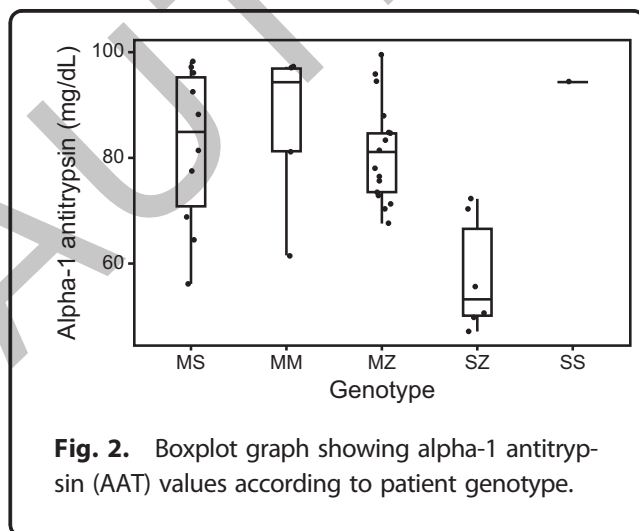 Alpha-1 antitrypsin (mg/dL)
100
80
60
MS MM MZ SZ SS
Genotype
Fig. 2. Boxplot graph showing alpha-1 antitryp-
sin (AAT) values according to patient genotype.